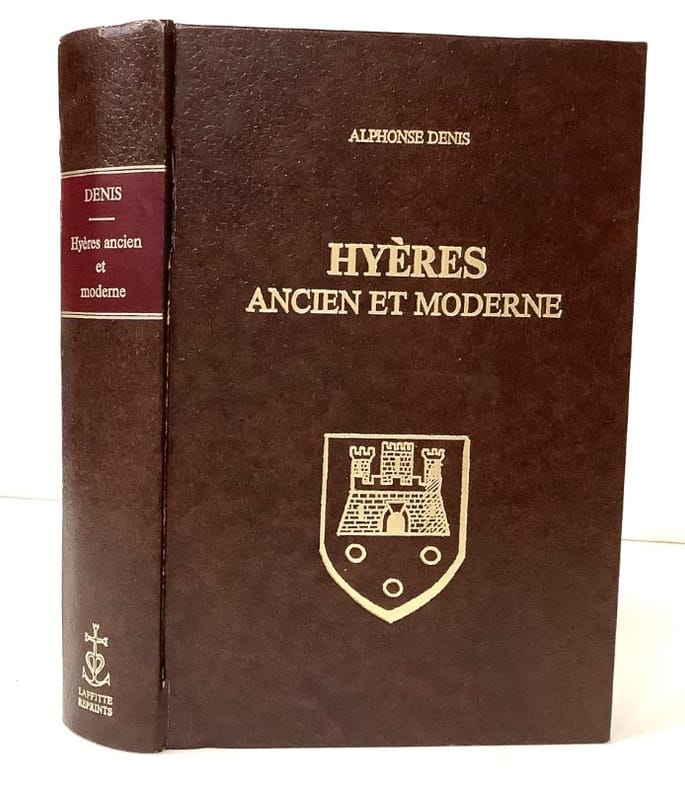 DENIS
Hyères ancien
et
moderne
LAFFITTE
REPRINTS
ALPHONSE DENIS
HYÈRES
ANCIEN ET MODERNE